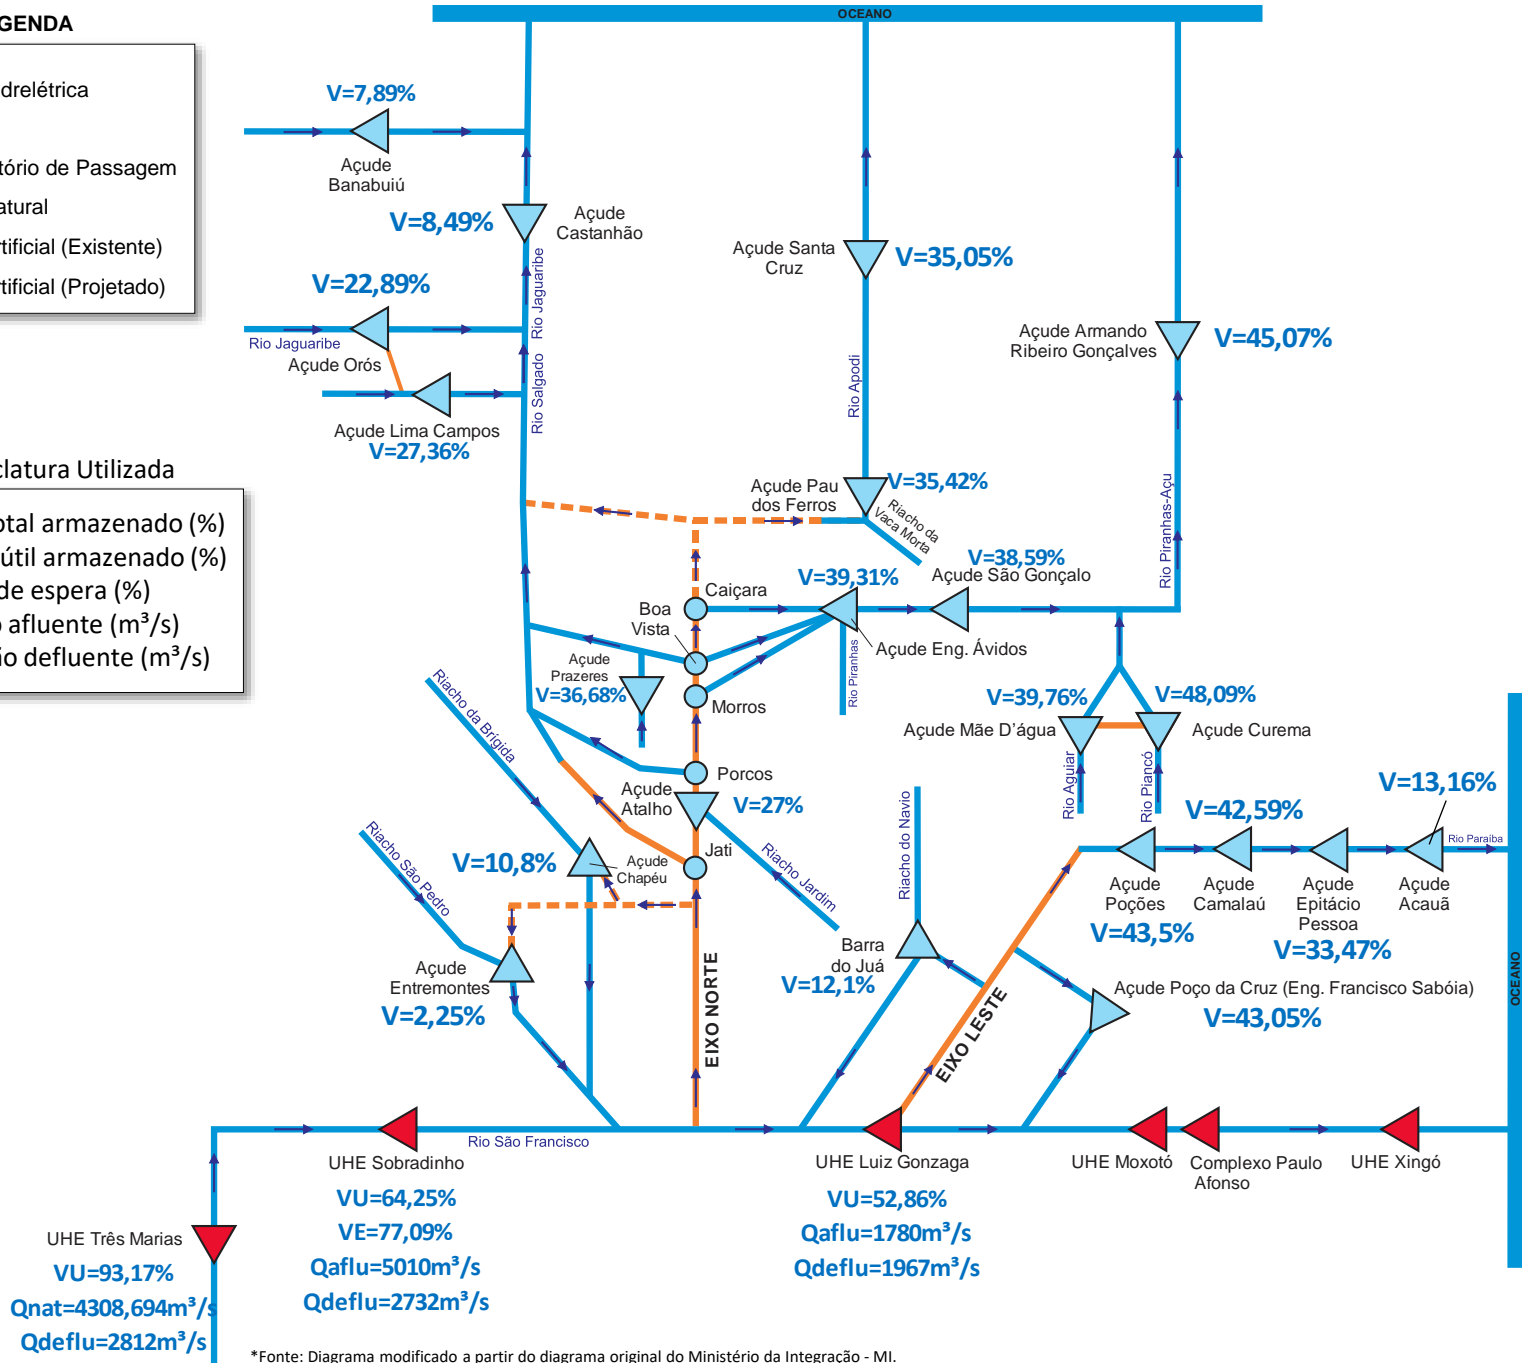 GENDA
drelétrica
tório de Passagem
atural
rtificial (Existente)
rtificial (Projetado)
clatura Utilizada
otal armazenado (%)
útil armazenado (%)
de espera (%)
o afluente (m³/s)
ão defluente (m³/s)
OCEANO
V=7,89%
Açude
Banabuiú
V=8,49%
Açude
Castanhão
Rio Jaguaribe
V=22,89%
Rio Jaguaribe
Açude Orós
Rio Salgado
Açude Lima Campos
V=27,36%
Açude Santa
Cruz
V=35,05%
Rio Apodi
Açude Armando
Ribeiro Gonçalves
V=45,07%
Rio Piranhas-Açu
Açude Pau
dos Ferros
V=35,42%
Riacho da
Vaca Morta
V=38,59%
Açude São Gonçalo
V=39,31%
Açude Eng. Ávidos
Rio Piranhas
Caiçara
Boa
Vista
Morros
Açude
Prazeres
V=36,68%
Porcos
Açude
Atalho
V=27%
Jati
Riacho Jardim
Riacho da Brígida
V=10,8%
Açude
Chapéu
Riacho São Pedro
Açude
Entremontes
V=2,25%
EIXO NORTE
V=39,76%
Açude Mãe D'água
Rio Aguiar
V=48,09%
Açude Curema
Rio Piancó
V=13,16%
V=42,59%
Rio Paraíba
Açude
Poções
V=43,5%
Açude
Camalaú
Açude
Epitácio
Pessoa
V=33,47%
Açude
Acauã
Riacho do Navio
Barra
do Juá
V=12,1%
EIXO LESTE
Açude Poço da Cruz (Eng. Francisco Sabóia)
V=43,05%
OCEANO
Rio São Francisco
UHE Sobradinho
VU=64,25%
VE=77,09%
Qaflu=5010m³/s
Qdeflu=2732m³/s
UHE Luiz Gonzaga
VU=52,86%
Qaflu=1780m³/s
Qdeflu=1967m³/s
UHE Moxotó
Complexo Paulo
Afonso
UHE Xingó
UHE Três Marias
VU=93,17%
Qnat=4308,694m³/s
Qdeflu=2812m³/s
*Fonte: Diagrama modificado a partir do diagrama original do Ministério da Integração - MI.